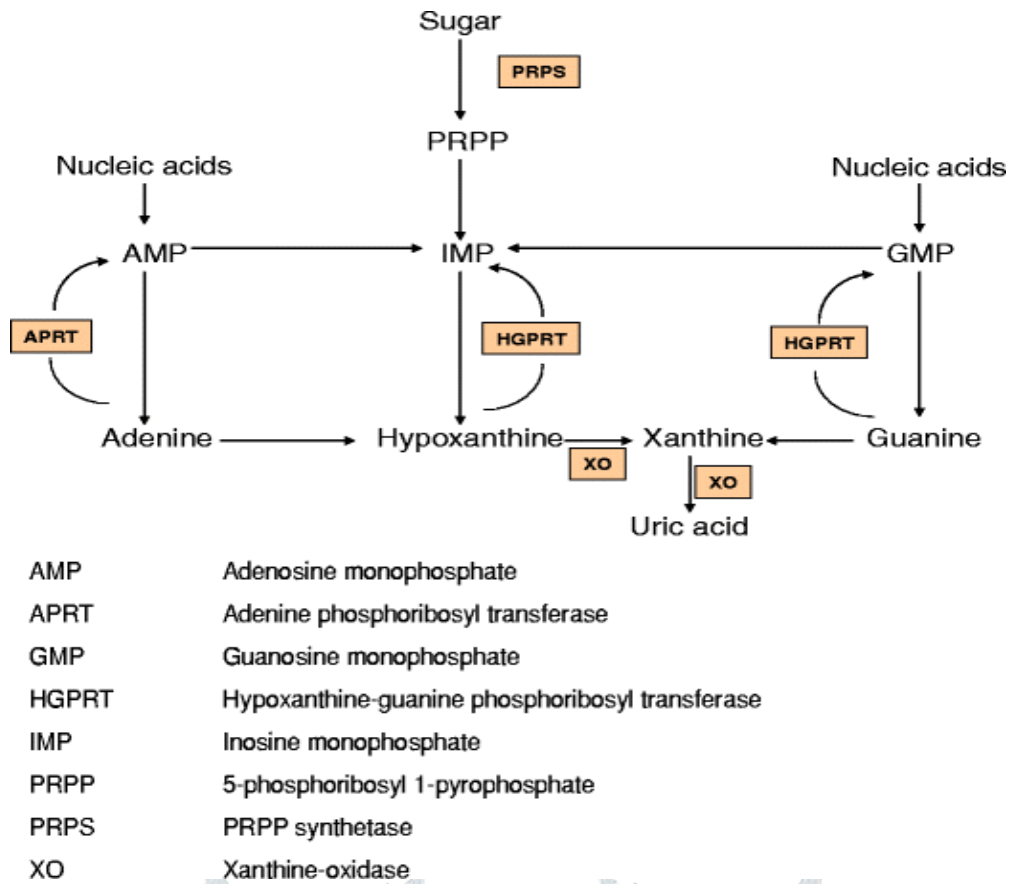 Sugar
PRPS
PRPP
Nucleic acids
Nucleic acids
AMP
IMP
GMP
APRT
HGPRT
HGPRT
Adenine
Hypoxanthine
Xanthine
Guanine
XO
XO
Uric acid
AMP Adenosine monophosphate
APRT Adenine phosphoribosyl transferase
GMP Guanosine monophosphate
HGPRT Hypoxanthine-guanine phosphoribosyl transferase
IMP Inosine monophosphate
PRPP 5-phosphoribosyl 1-pyrophosphate
PRPS PRPP synthetase
XO Xanthine-oxidase